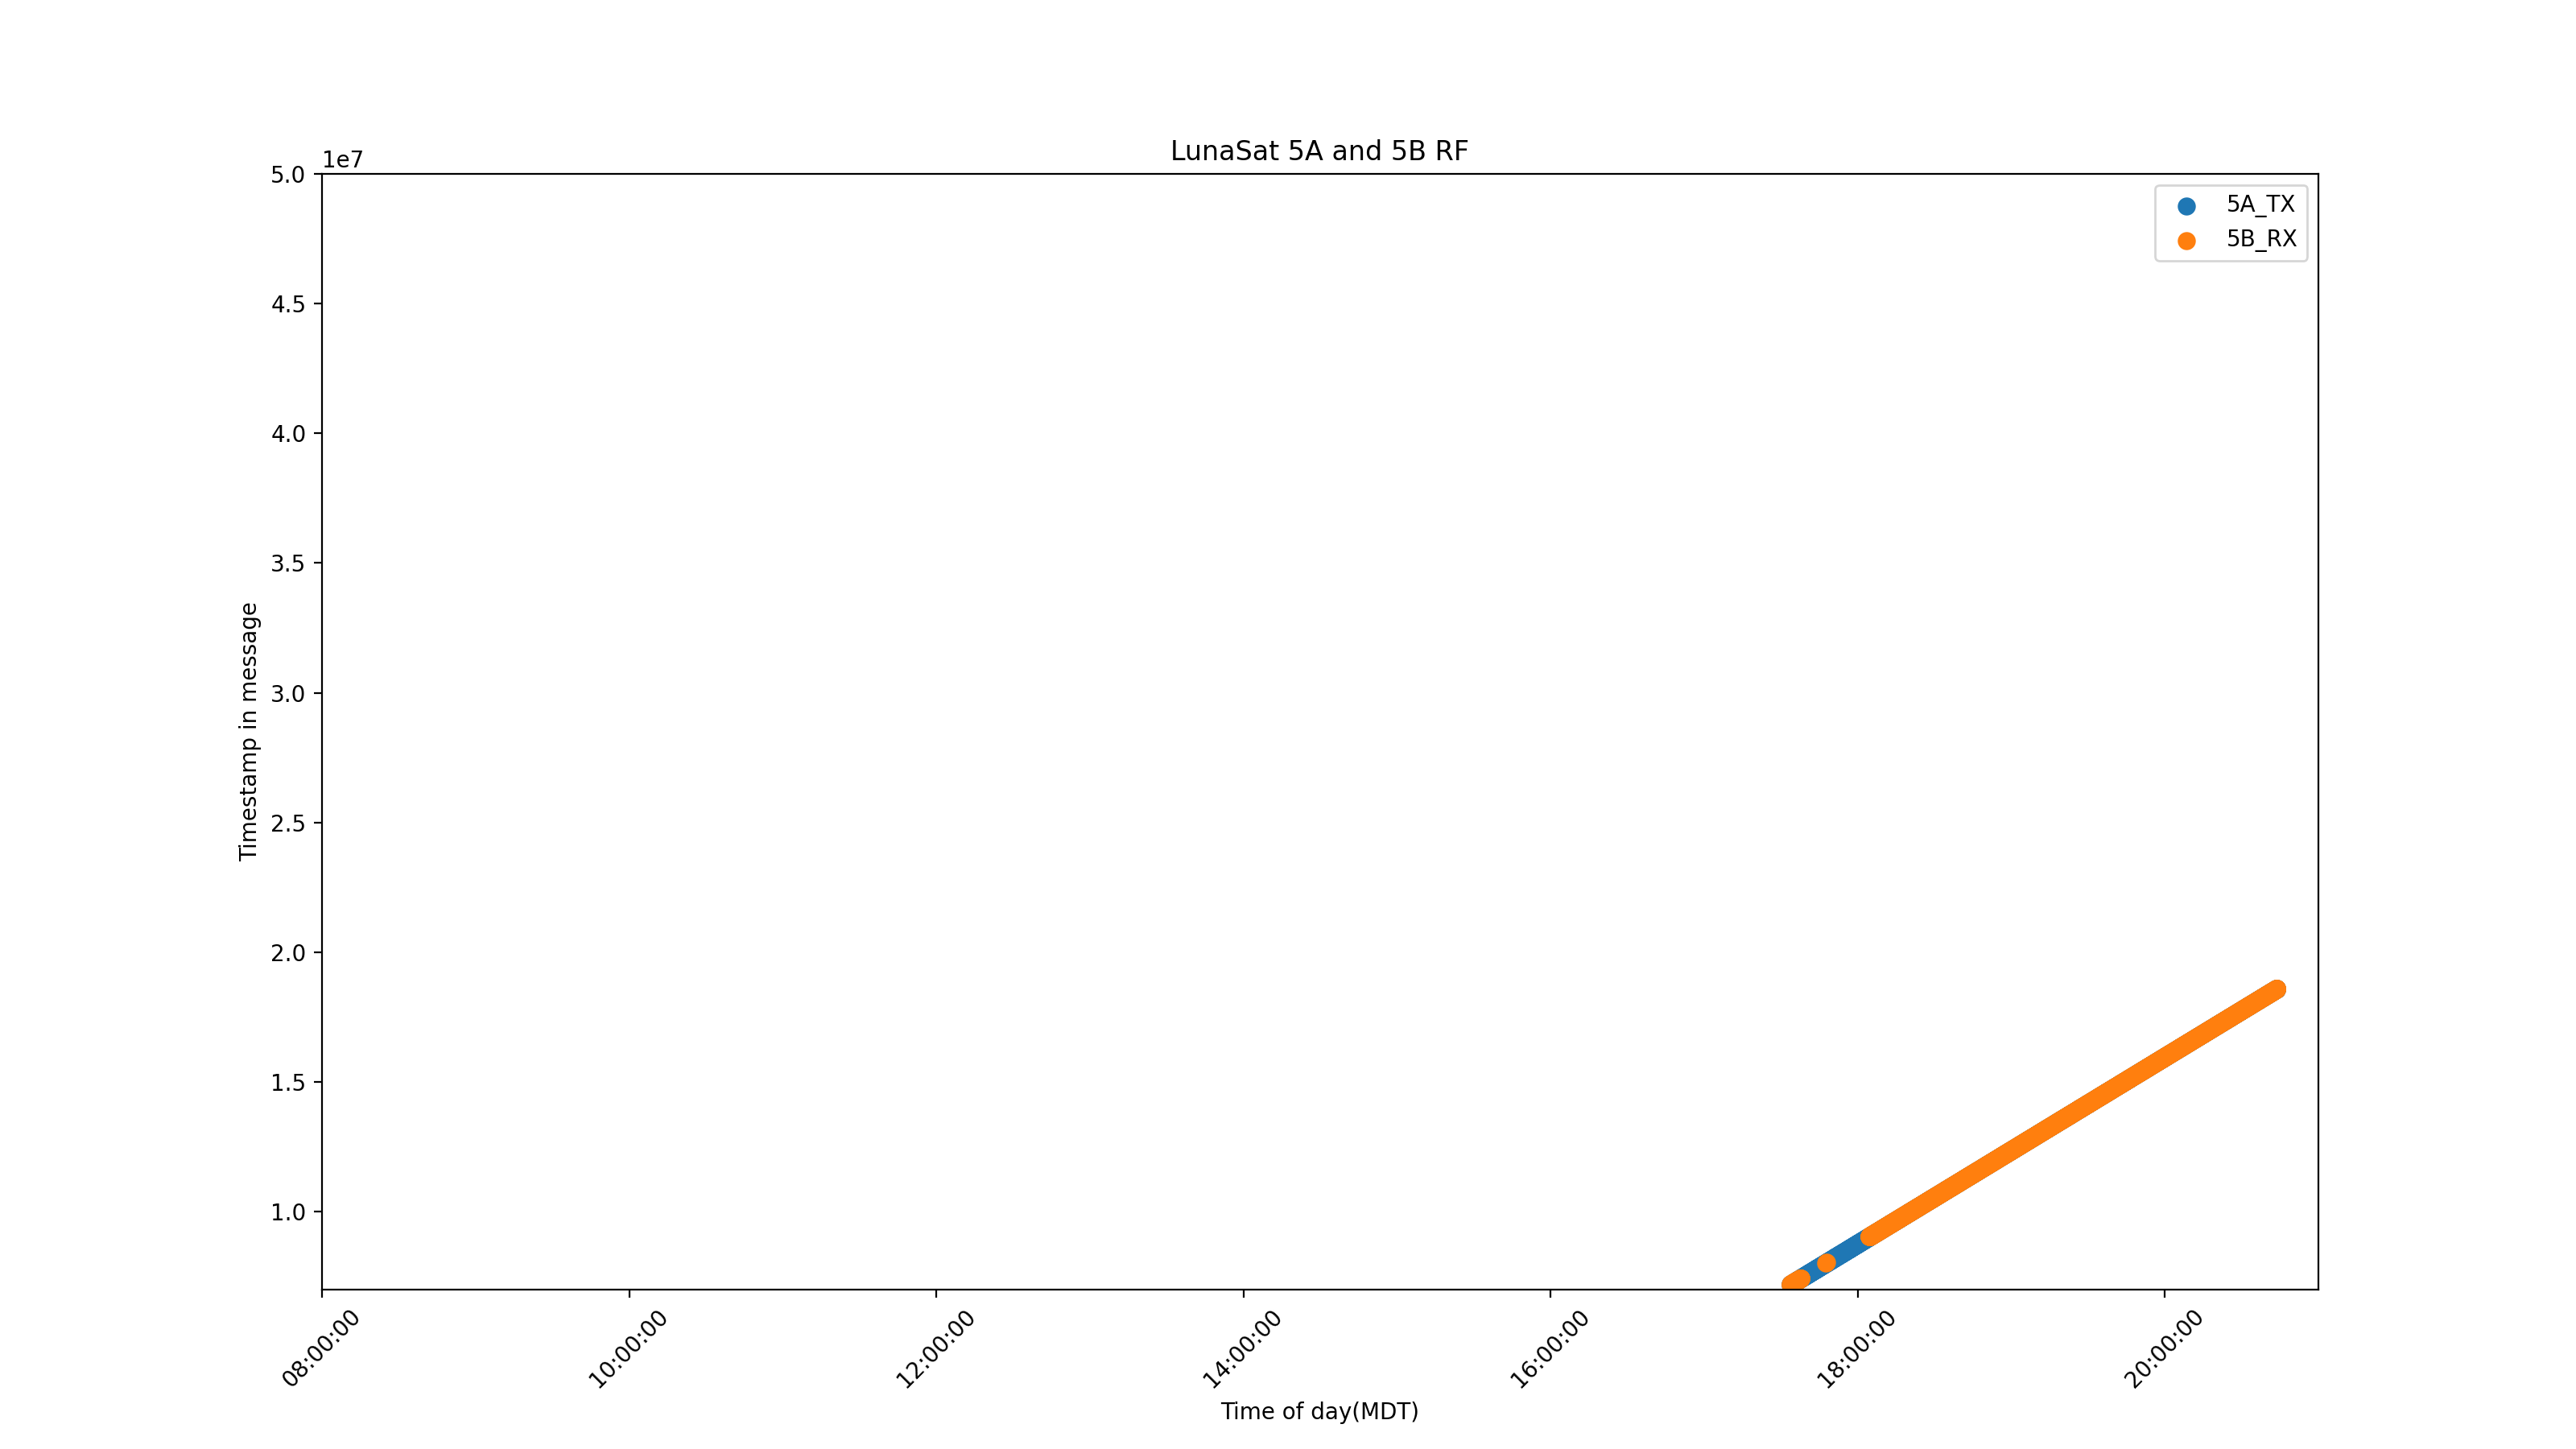 LunaSat 5A and 5B RF
1e7
5.0
4.5
4.0
3.5
3.0
2.5
2.0
1.5
1.0
Timestamp in message
5A_TX
5B_RX
08:00:00
10:00:00
12:00:00
14:00:00
16:00:00
18:00:00
20:00:00
Time of day(MDT)